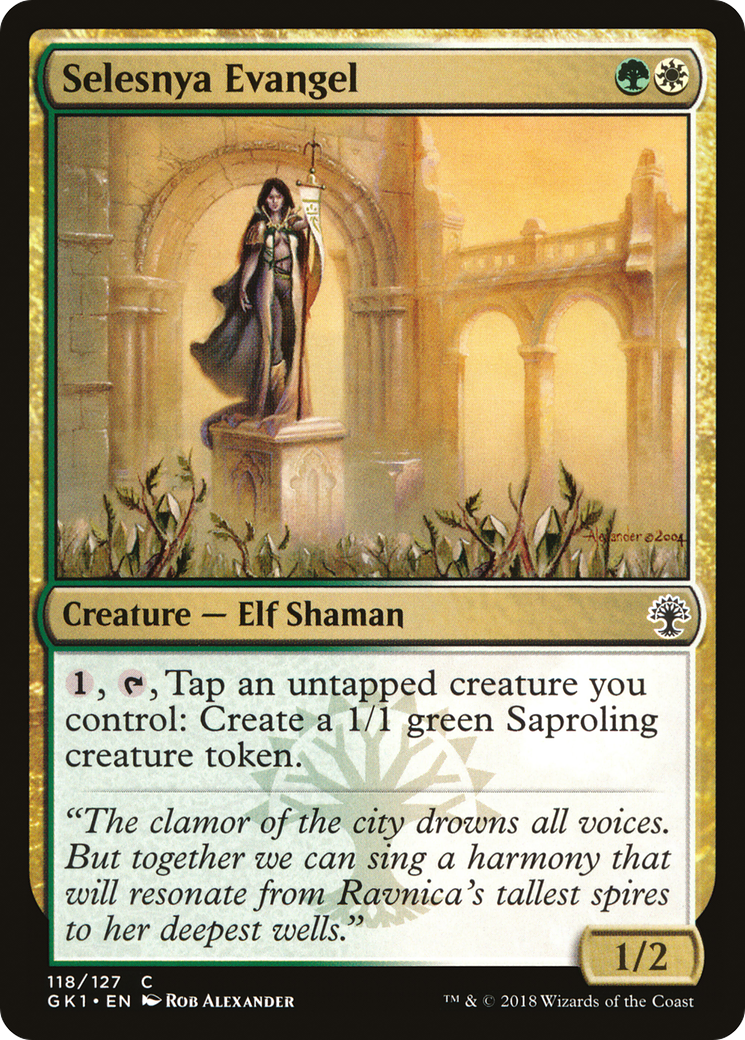 Selesnya Evangel
Alexander ©2004
Creature — Elf Shaman
1, , Tap an untapped creature you
control: Create a 1/1 green Saproling
creature token.
“The clamor of the city drowns all voices.
But together we can sing a harmony that
will resonate from Ravnica’s tallest spires
to her deepest wells.”
1/2
118/127 C
GK1 • EN Rob Alexander
™ & © 2018 Wizards of the Coast